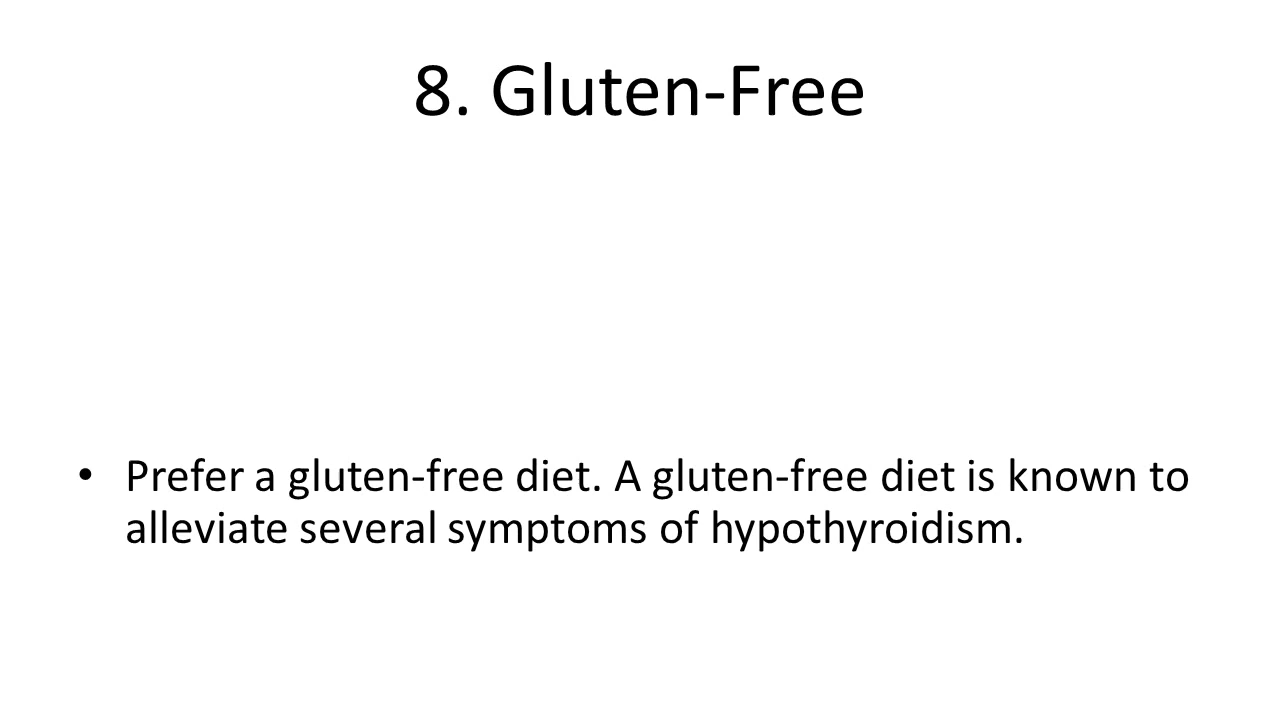 8. Gluten-Free
• Prefer a gluten-free diet. A gluten-free diet is known to
alleviate several symptoms of hypothyroidism.